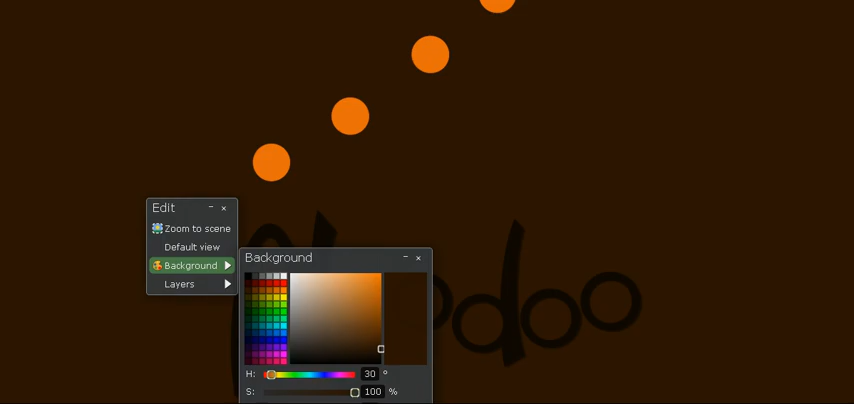 Edit
Zoom to scene
Default view
Background
Layers
Background
H: 30 °
S: 100 %